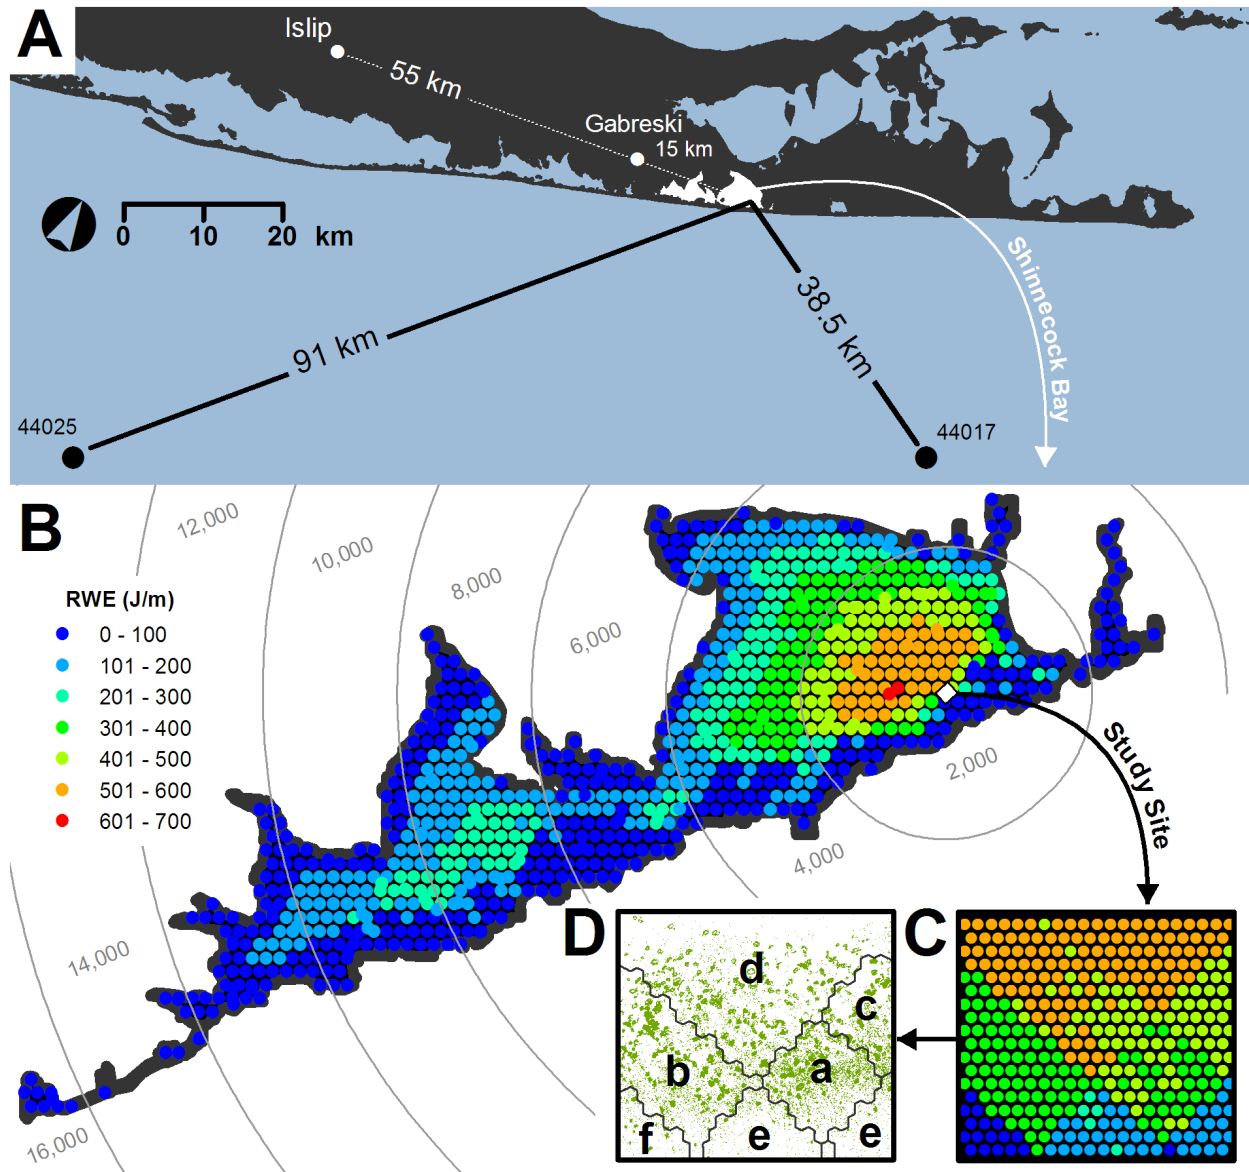 A
Islip
55 km
Gabreski
15 km
0 10 20 km
Shinnecock Bay
91 km
38.5 km
44025
44017
B
12,000
10,000
8,000
6,000
2,000
4,000
14,000
16,000
RWE (J/m)
0 - 100
101 - 200
201 - 300
301 - 400
401 - 500
501 - 600
601 - 700
Study Site
D
d
c
b
a
f
e
e
C